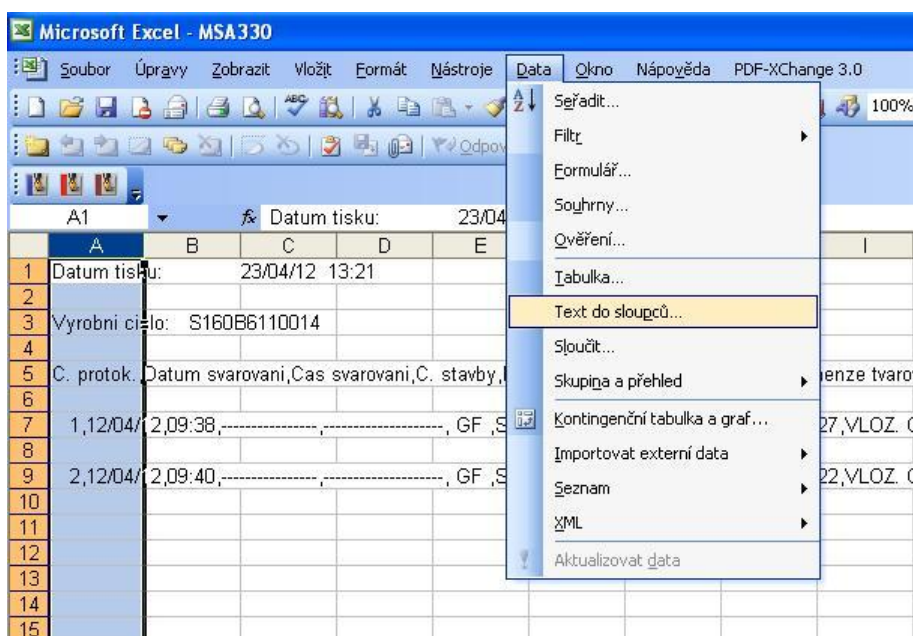 Microsoft Excel - MSA330
Soubor Úpravy Zobrazit Vložit Formát Nástroje Data Okno Nápověda PDF-XChange 3.0
100%
Odpov
A1 fx Datum tisku: 23/04
A B C D E I
1 Datum tisku: 23/04/12 13:21
2
3 Vyrobni cislo: S160B6110014
4
5 C. protok. Datum svarovani,Cas svarovani,C. stavby, enze tvaro
6
7 1,12/04/12,09:38,----------------,--------------------, GF ,S 27,VLOZ. C
8
9 2,12/04/12,09:40,----------------,--------------------, GF ,S 22,VLOZ. C
10
11
12
13
14
15
Seřadit...
Filtr
Formulář...
Souhrny...
Ověření...
Tabulka...
Text do sloupců...
Sloučit...
Skupina a přehled
Kontingenční tabulka a graf...
Importovat externí data
Seznam
XML
Aktualizovat data